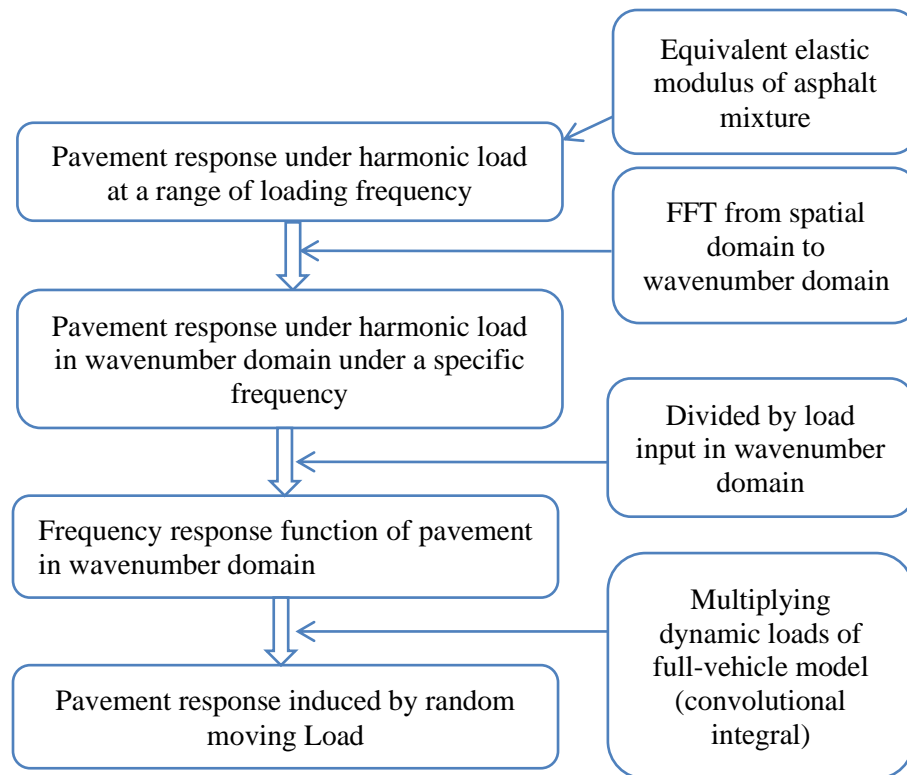 Equivalent elastic
modulus of asphalt
mixture
Pavement response under harmonic load
at a range of loading frequency
FFT from spatial
domain to
wavenumber domain
Pavement response under harmonic load
in wavenumber domain under a specific
frequency
Divided by load
input in wavenumber
domain
Frequency response function of pavement
in wavenumber domain
Multiplying
dynamic loads of
full-vehicle model
(convolutional
integral)
Pavement response induced by random
moving Load